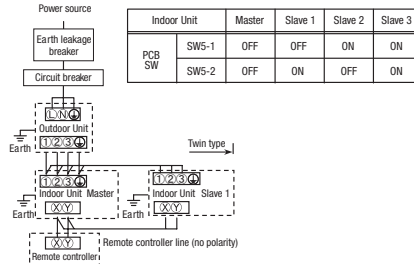 Power source
Earth leakage
breaker
Circuit breaker
L N
Outdoor Unit
1 2 3
Earth
Indoor Unit Master Slave 1 Slave 2 Slave 3
PCB
SW
SW5-1 OFF OFF ON ON
SW5-2 OFF ON OFF ON
Twin type
1 2 3
Indoor Unit Master
Earth
X Y
1 2 3
Indoor Unit Slave 1
Earth
X Y
Remote controller line (no polarity)
X Y
Remote controller